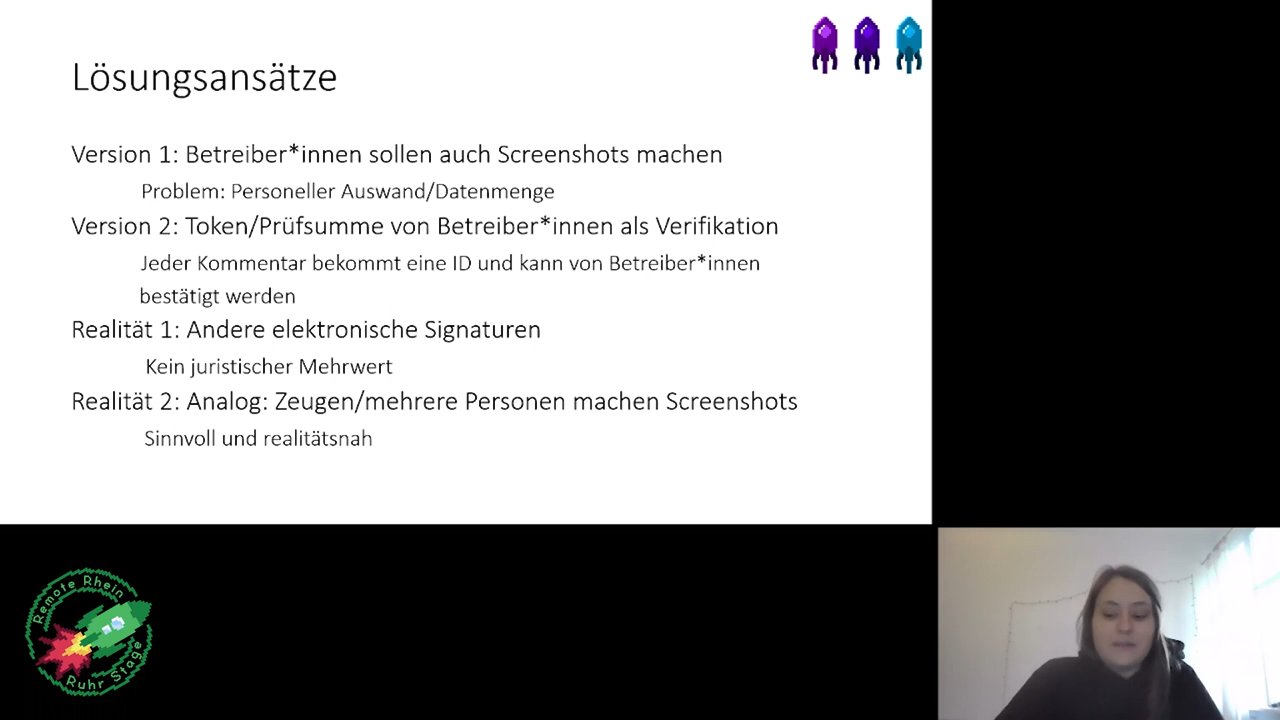 Lösungsansätze
Version 1: Betreiber*innen sollen auch Screenshots machen
Problem: Personeller Auswand/Datenmenge
Version 2: Token/Prüfsumme von Betreiber*innen als Verifikation
Jeder Kommentar bekommt eine ID und kann von Betreiber*innen
bestätigt werden
Realität 1: Andere elektronische Signaturen
Kein juristischer Mehrwert
Realität 2: Analog: Zeugen/mehrere Personen machen Screenshots
Sinnvoll und realitätsnah
Remote Rhein
Ruhr Stage